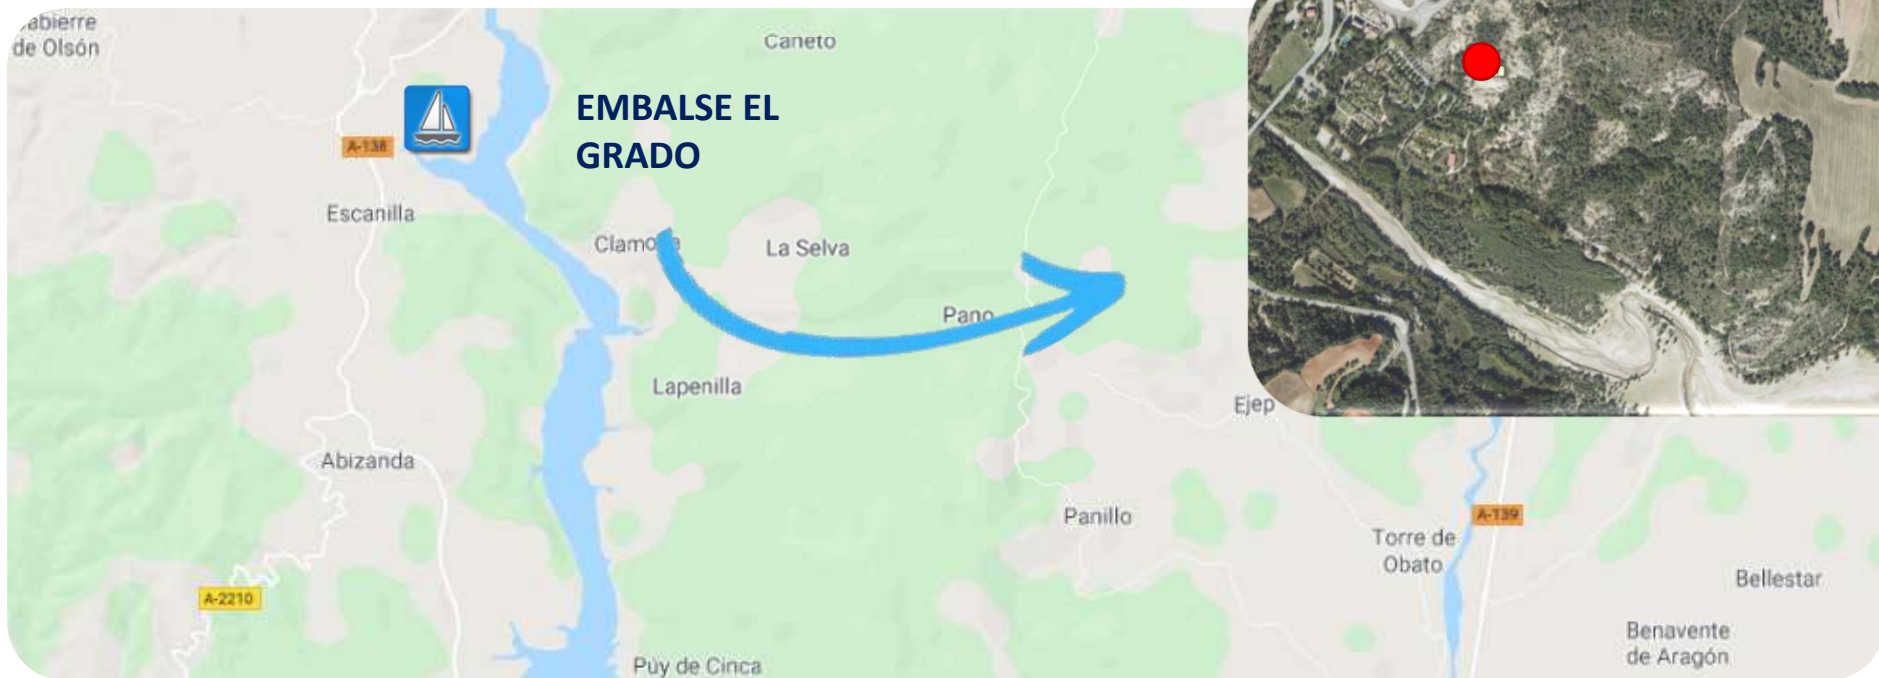 de Olsón
Caneto
EMBALSE EL
GRADO
A-138
Escanilla
La Selva
Pano
Lapenilla
Ejep
Abizanda
Panillo
A-139
Torre de
Obato
Bellestar
A-2210
Benavente
de Aragón
Puy de Cinca